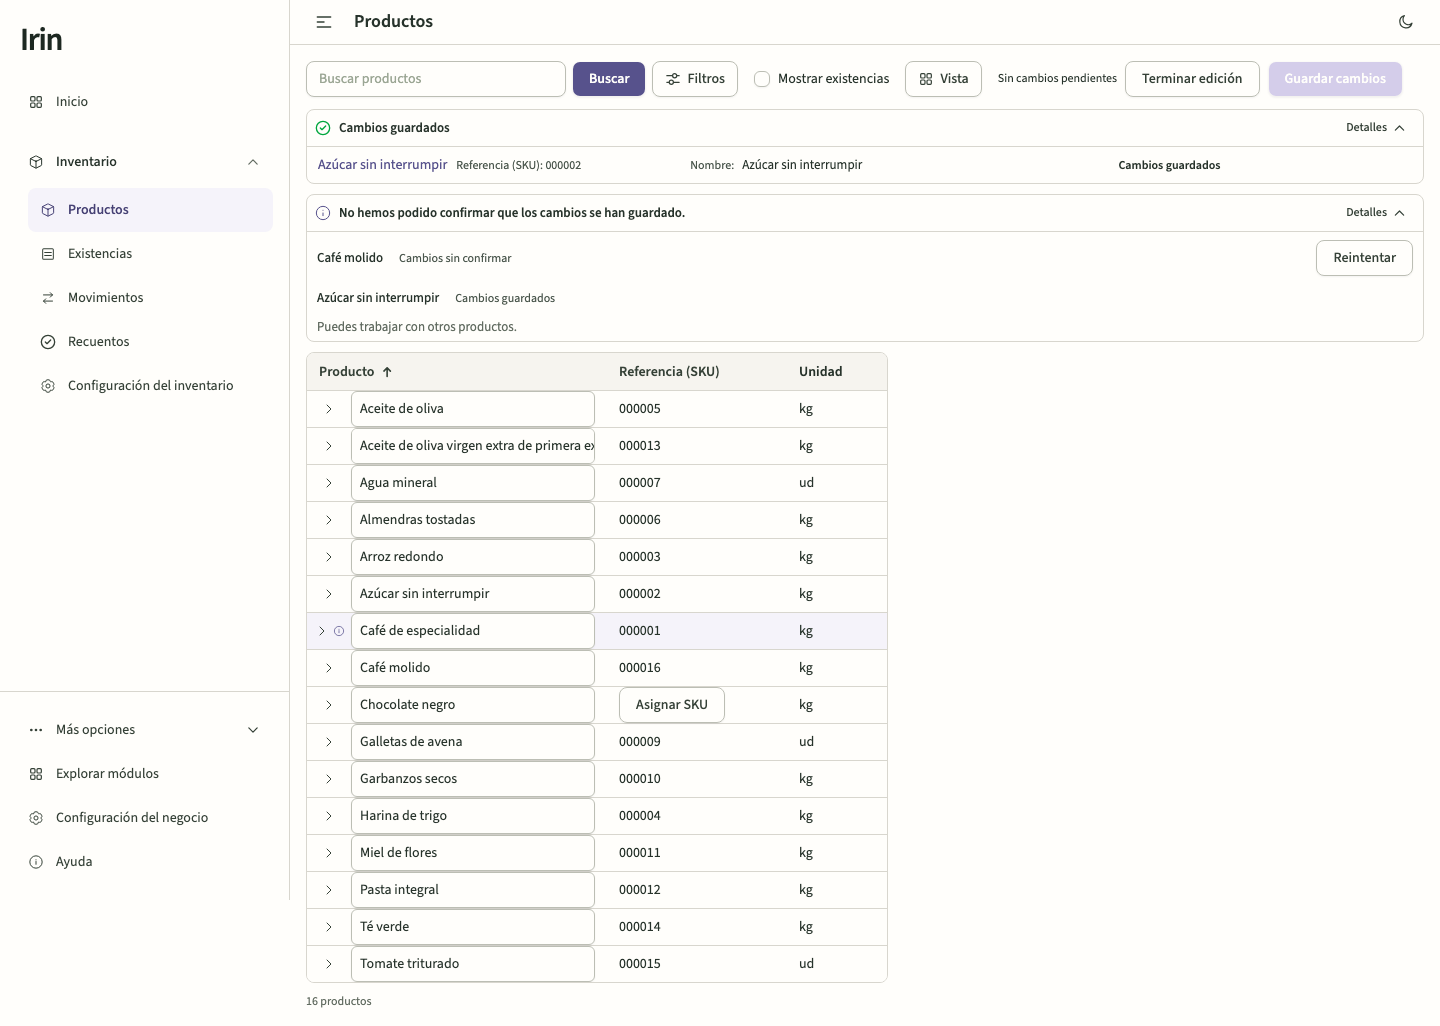 Irin
Productos
Inicio
Inventario
Productos
Existencias
Movimientos
Recuentos
Configuración del inventario
Más opciones
Explorar módulos
Configuración del negocio
Ayuda
Buscar productos Buscar Filtros Mostrar existencias Vista Sin cambios pendientes Terminar edición Guardar cambios
Cambios guardados Detalles
Azúcar sin interrumpir Referencia (SKU): 000002 Nombre: Azúcar sin interrumpir Cambios guardados
No hemos podido confirmar que los cambios se han guardado. Detalles
Café molido Cambios sin confirmar Reintentar
Azúcar sin interrumpir Cambios guardados
Puedes trabajar con otros productos.
Producto Referencia (SKU) Unidad
Aceite de oliva 000005 kg
Aceite de oliva virgen extra de primera ex 000013 kg
Agua mineral 000007 ud
Almendras tostadas 000006 kg
Arroz redondo 000003 kg
Azúcar sin interrumpir 000002 kg
Café de especialidad 000001 kg
Café molido 000016 kg
Chocolate negro Asignar SKU kg
Galletas de avena 000009 ud
Garbanzos secos 000010 kg
Harina de trigo 000004 kg
Miel de flores 000011 kg
Pasta integral 000012 kg
Té verde 000014 kg
Tomate triturado 000015 ud
16 productos